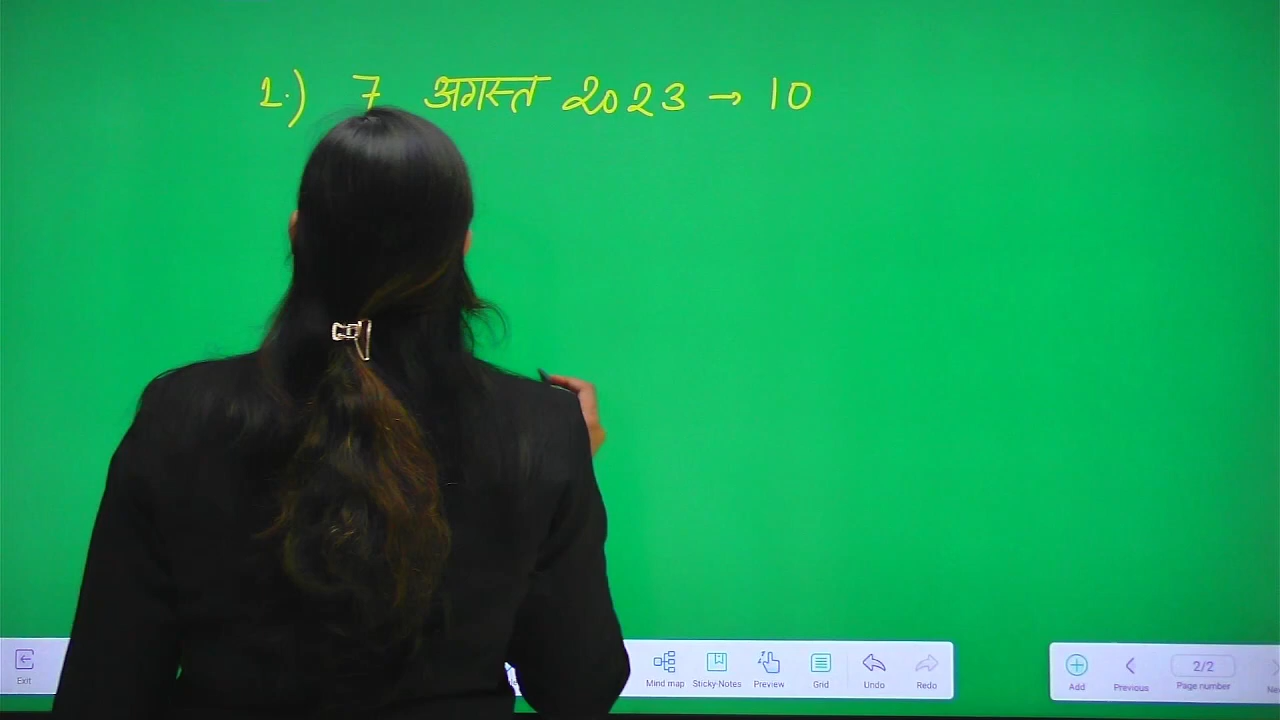 1.) 7 अगस्त 2023 → 10
Exit
Mind map
Sticky-Notes
Preview
Grid
Undo
Redo
Add
Previous
2/2
Page number